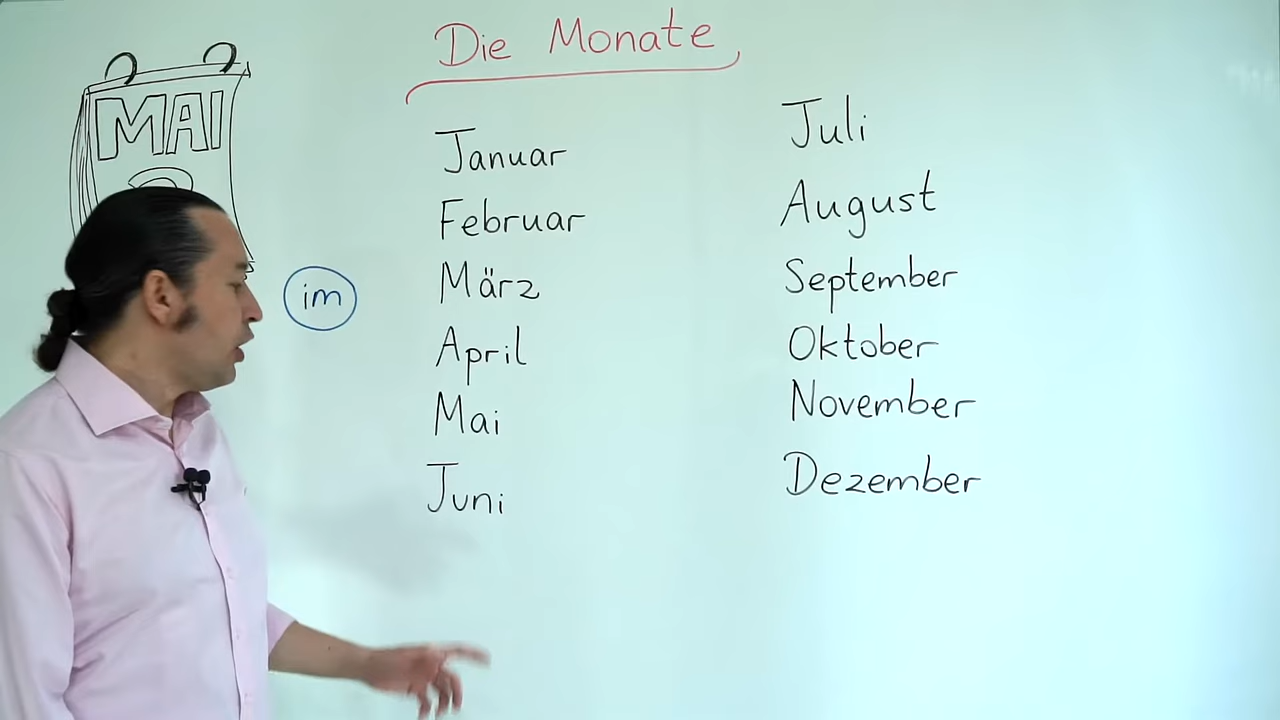 Die Monate
MAI
im
Januar
Februar
März
April
Mai
Juni
Juli
August
September
Oktober
November
Dezember